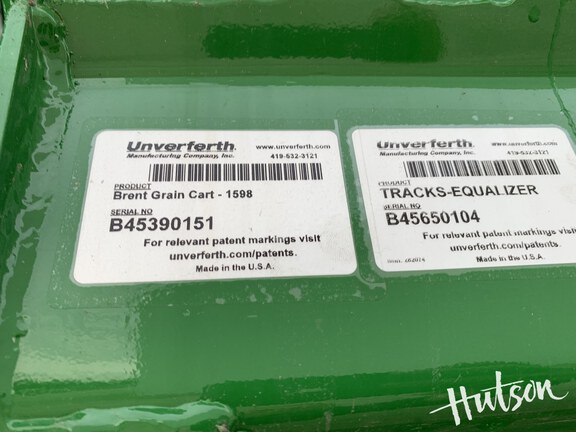 Unverferth. www.unverferth.com
Manufacturing Company, Inc. 419-532-3121
PRODUCT
Brent Grain Cart - 1598
SERIAL NO
B45390151
For relevant patent markings visit
unverferth.com/patents.
Made in the U.S.A.
Unverferth. www.unverferth.com
Manufacturing Company, Inc. 419-532-3121
PRODUCT
TRACKS-EQUALIZER
SERIAL NO
B45650104
For relevant patent markings visit
unverferth.com/patents.
Made in the U.S.A.
Hutson